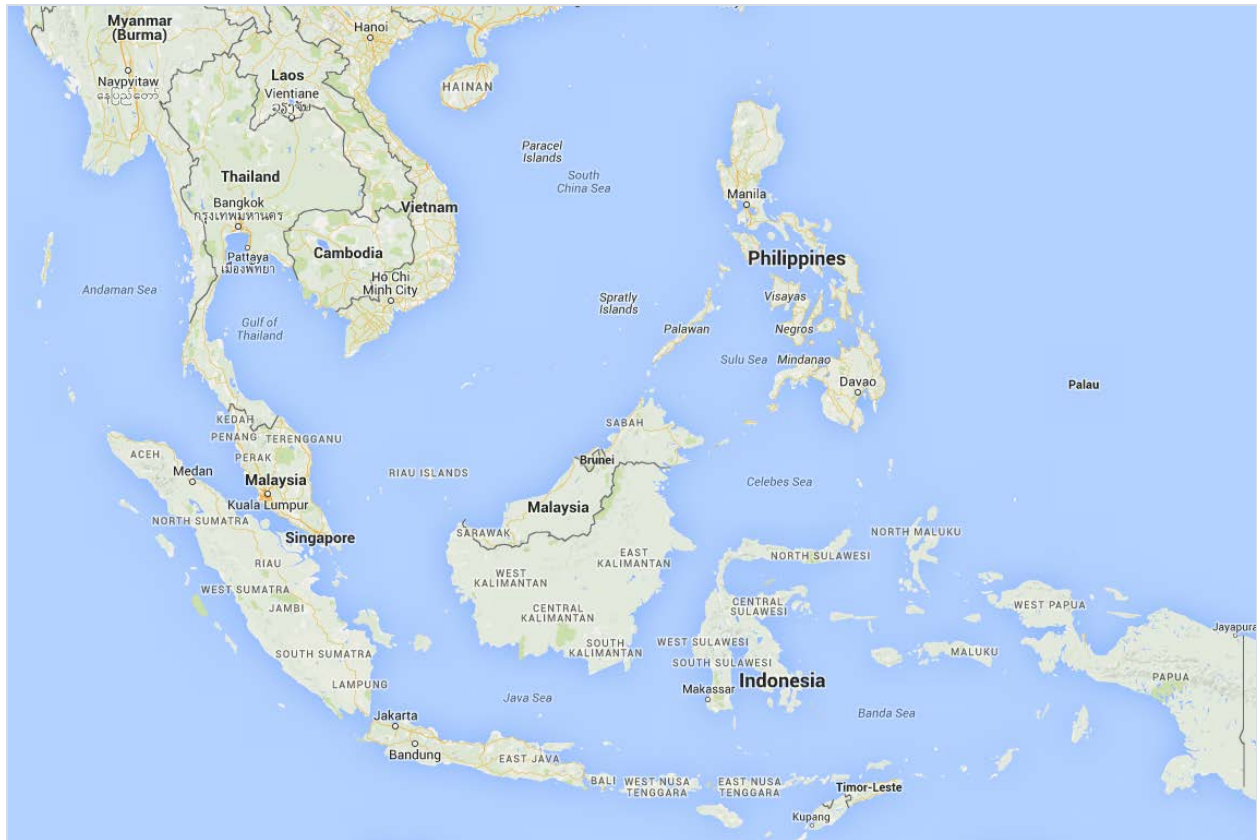 Myanmar
(Burma)
Hanoi
Laos
Naypyitaw
နေပြည်တော်
Vientiane
ວຽງຈັນ
HAINAN
Paracel
Islands
South
China Sea
Thailand
Bangkok
กรุงเทพมหานคร
Vietnam
Manila
Pattaya
เมืองพัทยา
Cambodia
Philippines
Ho Chi
Minh City
Andaman Sea
Gulf of
Thailand
Spratly
Islands
Visayas
Palawan
Negros
Sulu Sea
Mindanao
Davao
Palau
KEDAH
PENANG
TERENGGANU
SABAH
ACEH
PERAK
Brunei
Medan
Malaysia
RIAU ISLANDS
Celebes Sea
Kuala Lumpur
Malaysia
NORTH SUMATRA
SARAWAK
NORTH MALUKU
Singapore
EAST
KALIMANTAN
NORTH SULAWESI
RIAU
WEST
KALIMANTAN
WEST SUMATRA
JAMBI
CENTRAL
KALIMANTAN
CENTRAL
SULAWESI
WEST PAPUA
Jayapura
SOUTH SUMATRA
SOUTH
KALIMANTAN
WEST SULAWESI
SOUTH SULAWESI
MALUKU
LAMPUNG
Makassar
Indonesia
PAPUA
Java Sea
Banda Sea
Jakarta
Bandung
EAST JAVA
BALI
WEST NUSA
TENGGARA
EAST NUSA
TENGGARA
Timor-Leste
Kupang